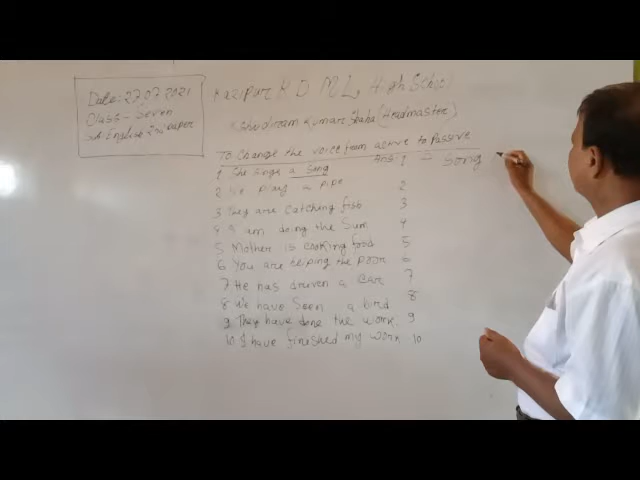 Date: 27.07.2021
Class - Seven
Sub: English 2nd paper
Kazipur K D M L High School
Kshudiram Kumar Shaha (Headmaster)
To Change the voice from active to Passive
1 She sings a song
2 We play a pipe
3 They are catching fish
4 I am doing the Sum
5 Mother is cooking food
6 You are helping the poor
7 He has driven a car
8 We have seen a bird
9 They have done the work.
10 I have finished my work
Ans: 1 = Song
2
3
4
5
6
7
8
9
10